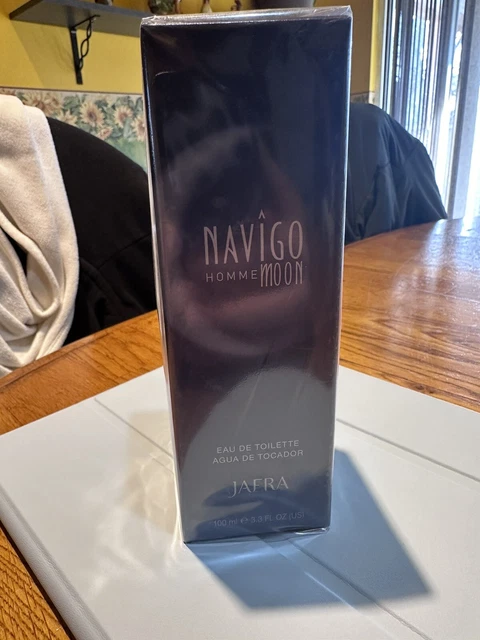 NAVÎGO
HOMME MOON
EAU DE TOILETTE
AGUA DE TOCADOR
JAFRA
100 ml e 3.3 FL. OZ. (US)